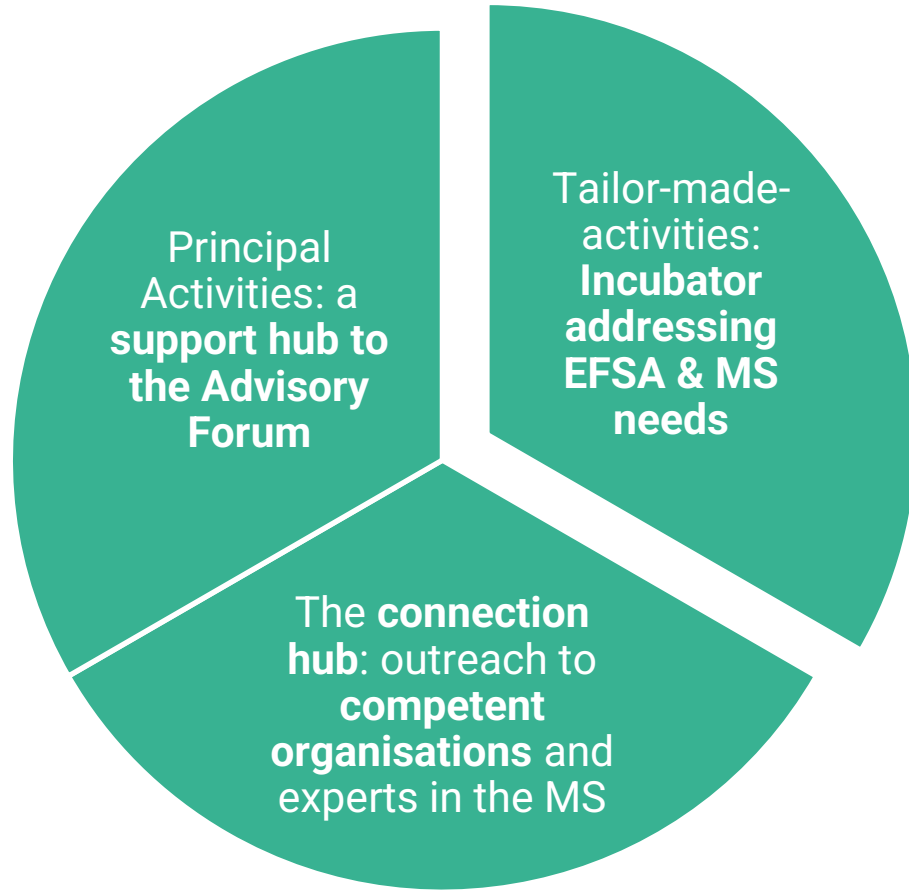 Principal
Activities: a
support hub to
the Advisory
Forum
Tailor-made-
activities:
Incubator
addressing
EFSA & MS
needs
The connection
hub: outreach to
competent
organisations and
experts in the MS